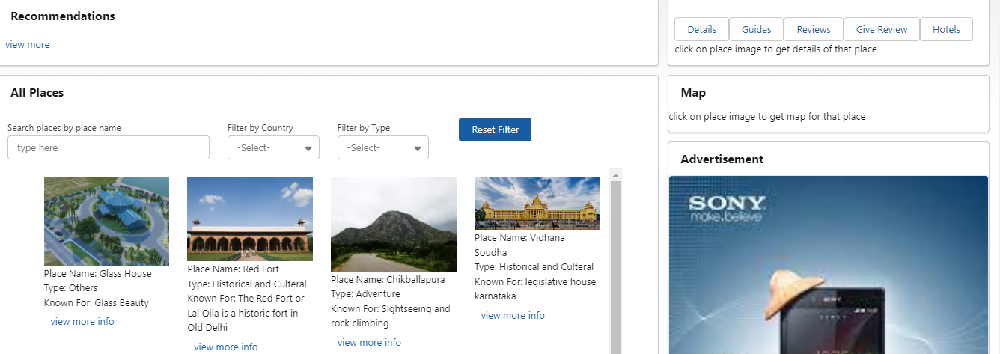 Recommendations
view more
Details
Guides
Reviews
Give Review
Hotels
click on place image to get details of that place
All Places
Search places by place name
Filter by Country
Filter by Type
type here
-Select-
-Select-
Reset Filter
Place Name: Glass House
Type: Others
Known For: Glass Beauty
view more info
Place Name: Red Fort
Type: Historical and Culteral
Known For: The Red Fort or
Lal Qila is a historic fort in
Old Delhi
view more info
Place Name: Chikballapura
Type: Adventure
Known For: Sightseeing and
rock climbing
view more info
Place Name: Vidhana
Soudha
Type: Historical and Culteral
Known For: legislative house,
karnataka
view more info
Map
click on place image to get map for that place
Advertisement
SONY
make.believe
SONY